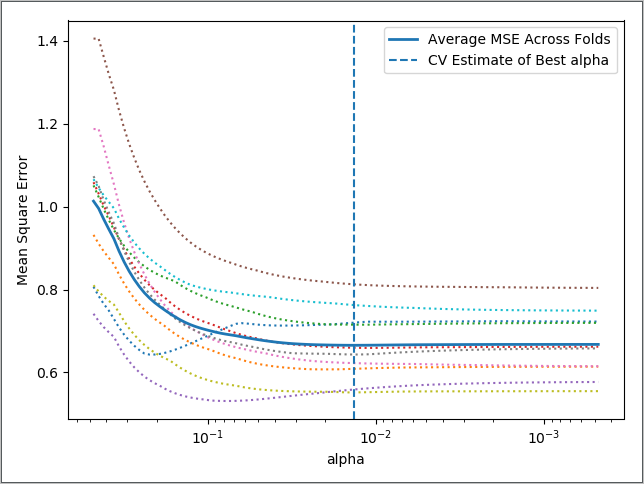 Average MSE Across Folds
CV Estimate of Best alpha
Mean Square Error
1.4
1.2
1.0
0.8
0.6
10⁻¹ 10⁻² 10⁻³
alpha